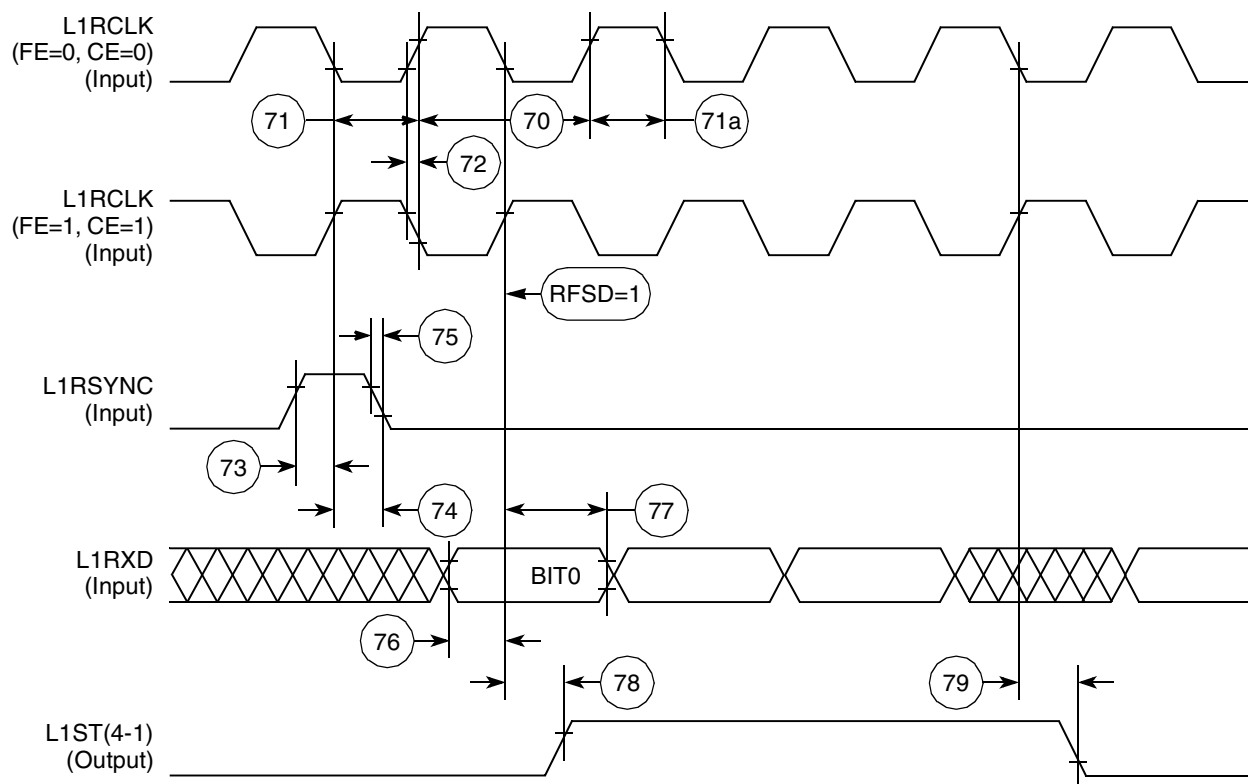 L1RCLK
(FE=0, CE=0)
(Input)
71
70
71a
72
L1RCLK
(FE=1, CE=1)
(Input)
RFSD=1
75
L1RSYNC
(Input)
73
74
77
L1RXD
(Input)
BIT0
76
78
79
L1ST(4-1)
(Output)